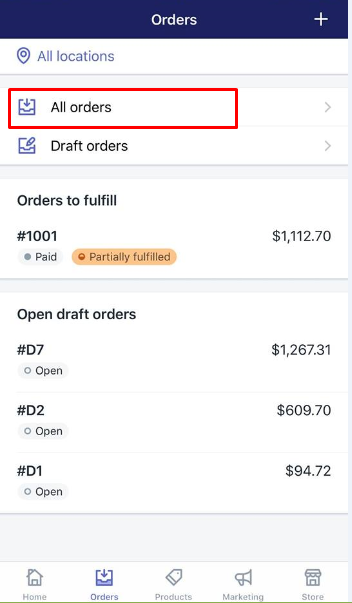 Orders +
All locations
All orders
Draft orders
Orders to fulfill
#1001 $1,112.70
Paid Partially fulfilled
Open draft orders
#D7 $1,267.31
Open
#D2 $609.70
Open
#D1 $94.72
Open
Home Orders Products Marketing Store